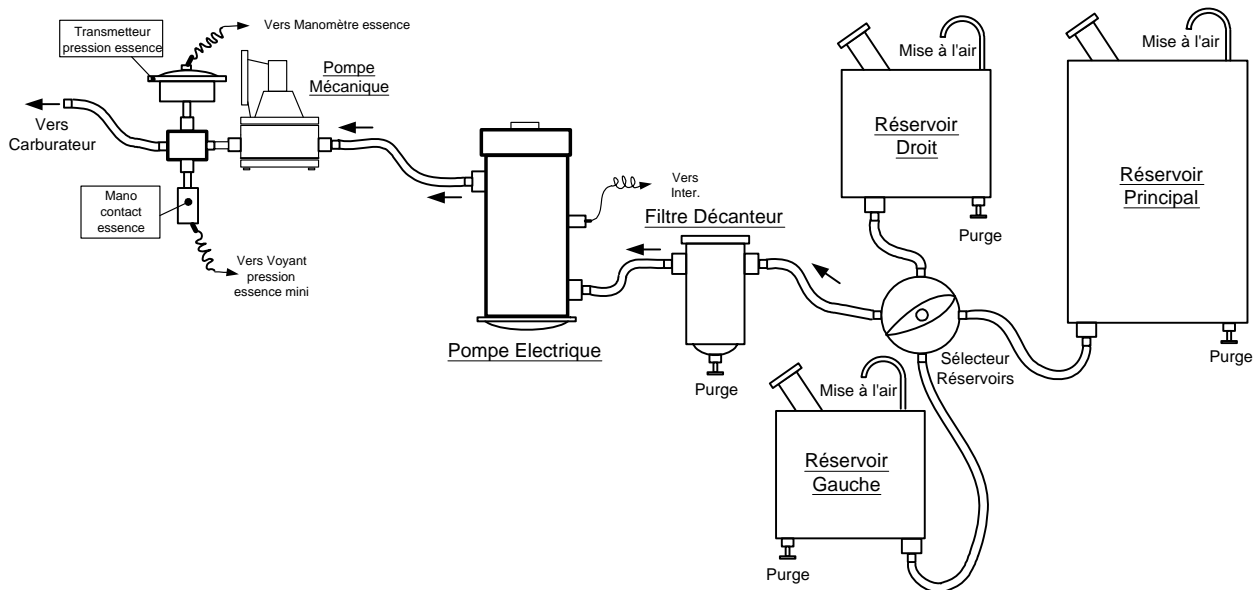 Transmetteur
pression essence
Vers Manomètre essence
Pompe
Mécanique
Vers
Carburateur
Mano
contact
essence
Vers Voyant
pression
essence mini
Vers
Inter.
Pompe Electrique
Filtre Décanteur
Purge
Mise à l'air
Réservoir
Droit
Purge
Mise à l'air
Réservoir
Principal
Purge
Sélecteur
Réservoirs
Mise à l'air
Réservoir
Gauche
Purge